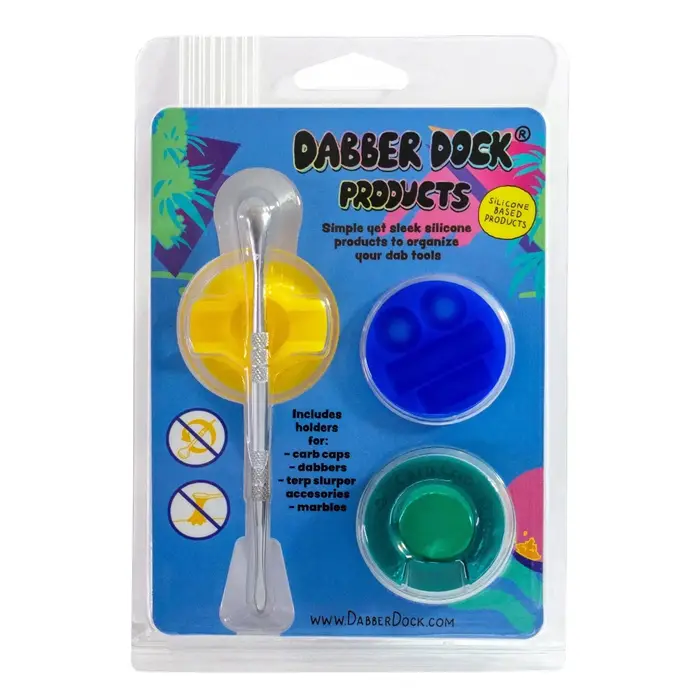 DABBER DOCK®
PRODUCTS
SILICONE
BASED
PRODUCTS
Simple yet sleek silicone
products to organize
your dab tools
Includes
holders
for:
- carb caps
- dabbers
- terp slurper
accesories
- marbles
WWW.DABBERDOCK.COM